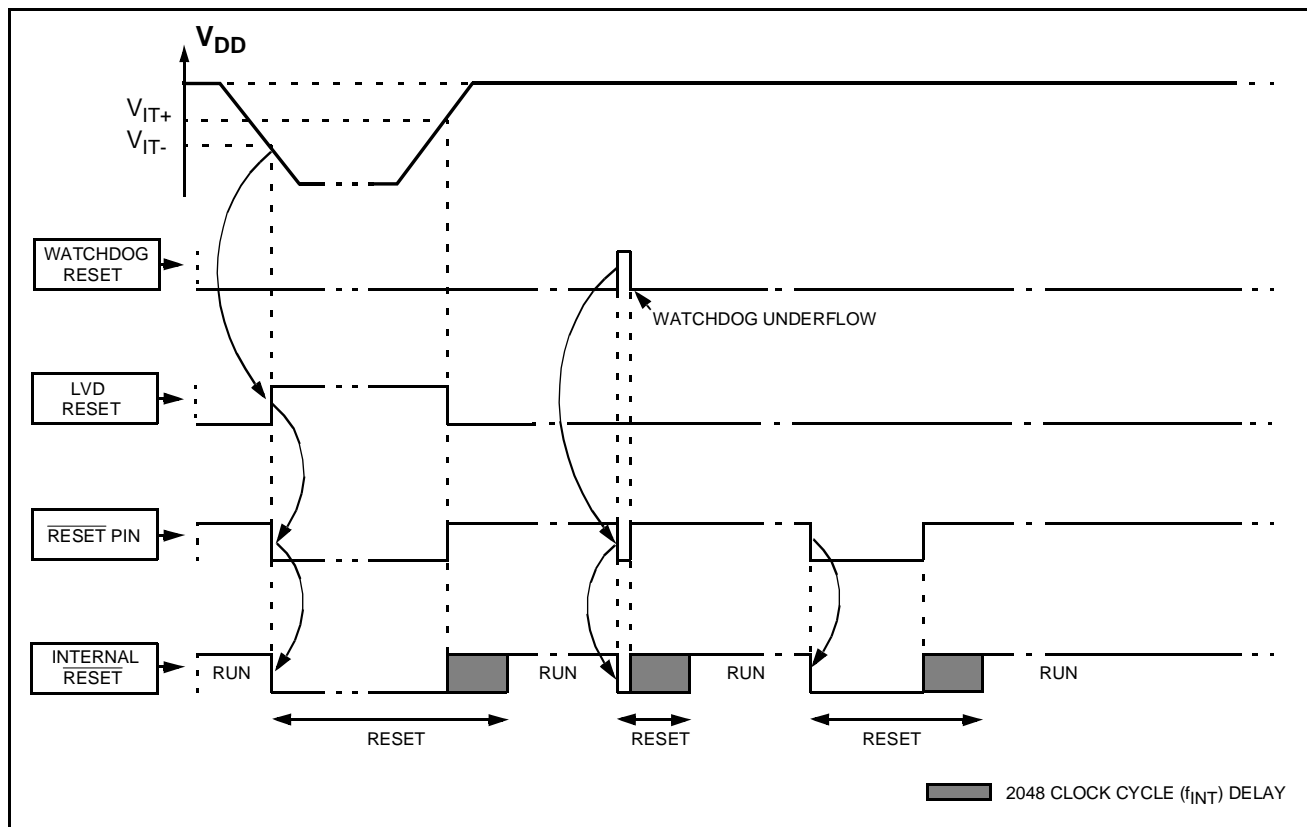 VDD
VIT+
VIT-
WATCHDOG
RESET
WATCHDOG UNDERFLOW
LVD
RESET
RESET PIN
INTERNAL
RESET
RUN
RUN
RUN
RUN
RESET
RESET
RESET
2048 CLOCK CYCLE (fINT) DELAY